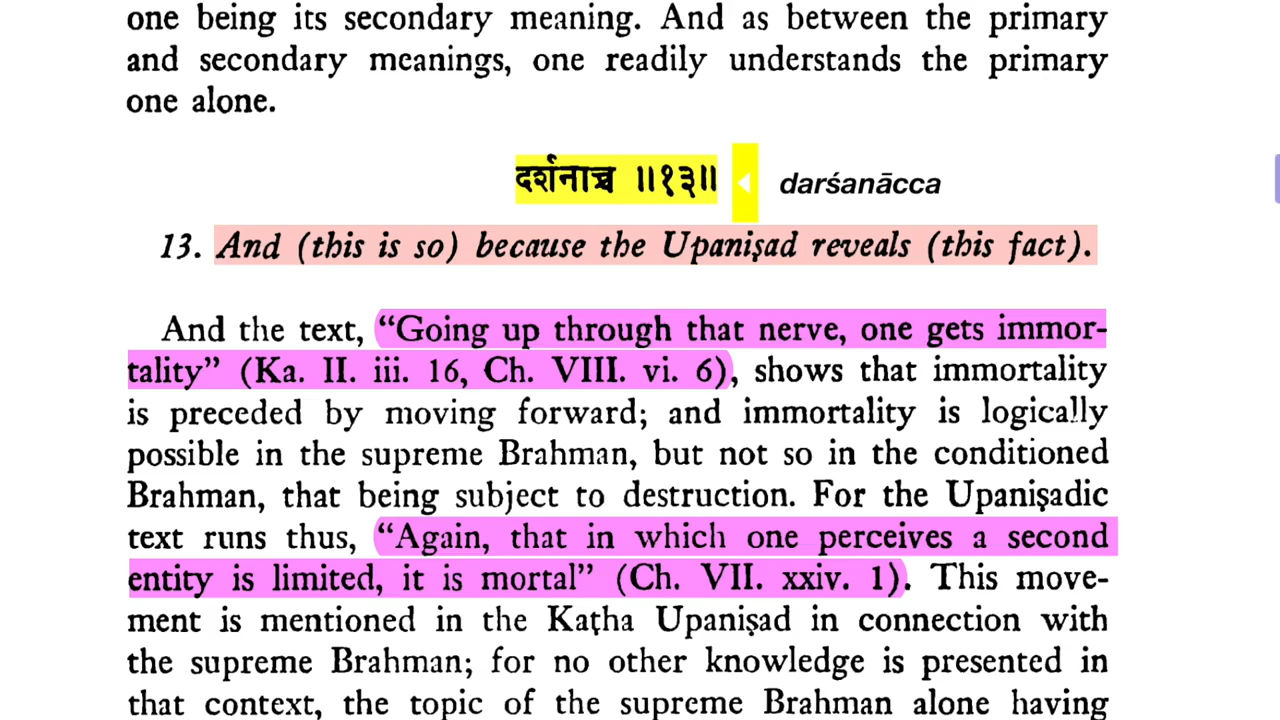 one being its secondary meaning. And as between the primary
and secondary meanings, one readily understands the primary
one alone.
दर्शनाच्च ॥१३॥ darśanācca
13. And (this is so) because the Upaniṣad reveals (this fact).
And the text, “Going up through that nerve, one gets immor-
tality” (Ka. II. iii. 16, Ch. VIII. vi. 6), shows that immortality
is preceded by moving forward; and immortality is logically
possible in the supreme Brahman, but not so in the conditioned
Brahman, that being subject to destruction. For the Upaniṣadic
text runs thus, “Again, that in which one perceives a second
entity is limited, it is mortal” (Ch. VII. xxiv. 1). This move-
ment is mentioned in the Kaṭha Upaniṣad in connection with
the supreme Brahman; for no other knowledge is presented in
that context, the topic of the supreme Brahman alone having